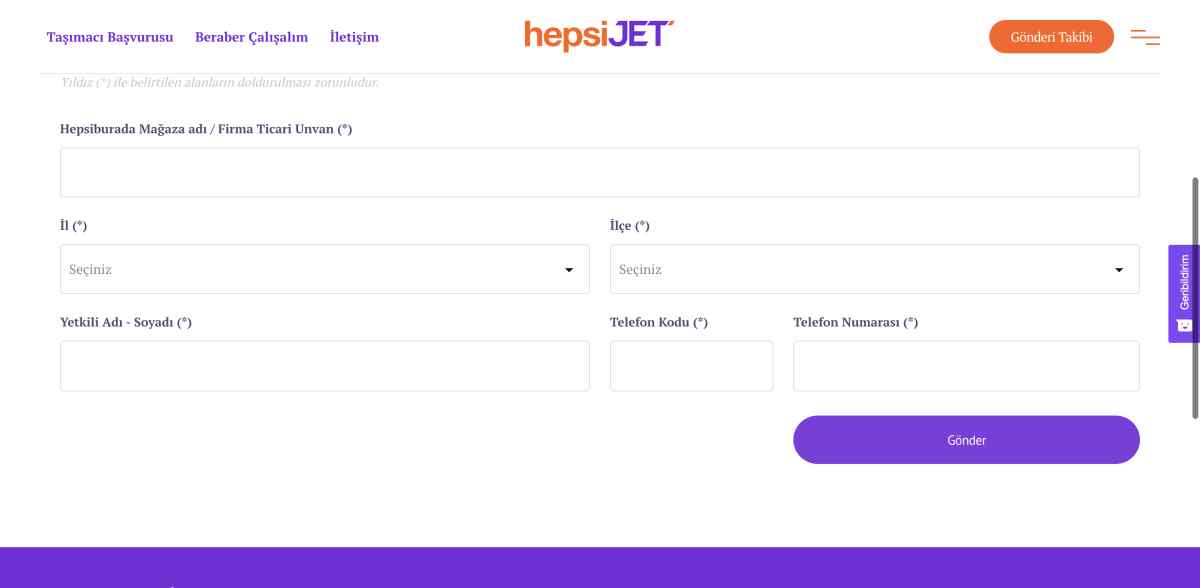 Taşımacı Başvurusu Beraber Çalışalım İletişim hepsiJET Gönderi Takibi
Yıldız (*) ile belirtilen alanların doldurulması zorunludur.
Hepsiburada Mağaza adı / Firma Ticari Unvan (*)
İl (*) İlçe (*)
Seçiniz Seçiniz
Geribildirim
Yetkili Adı - Soyadı (*) Telefon Kodu (*) Telefon Numarası (*)
Gönder